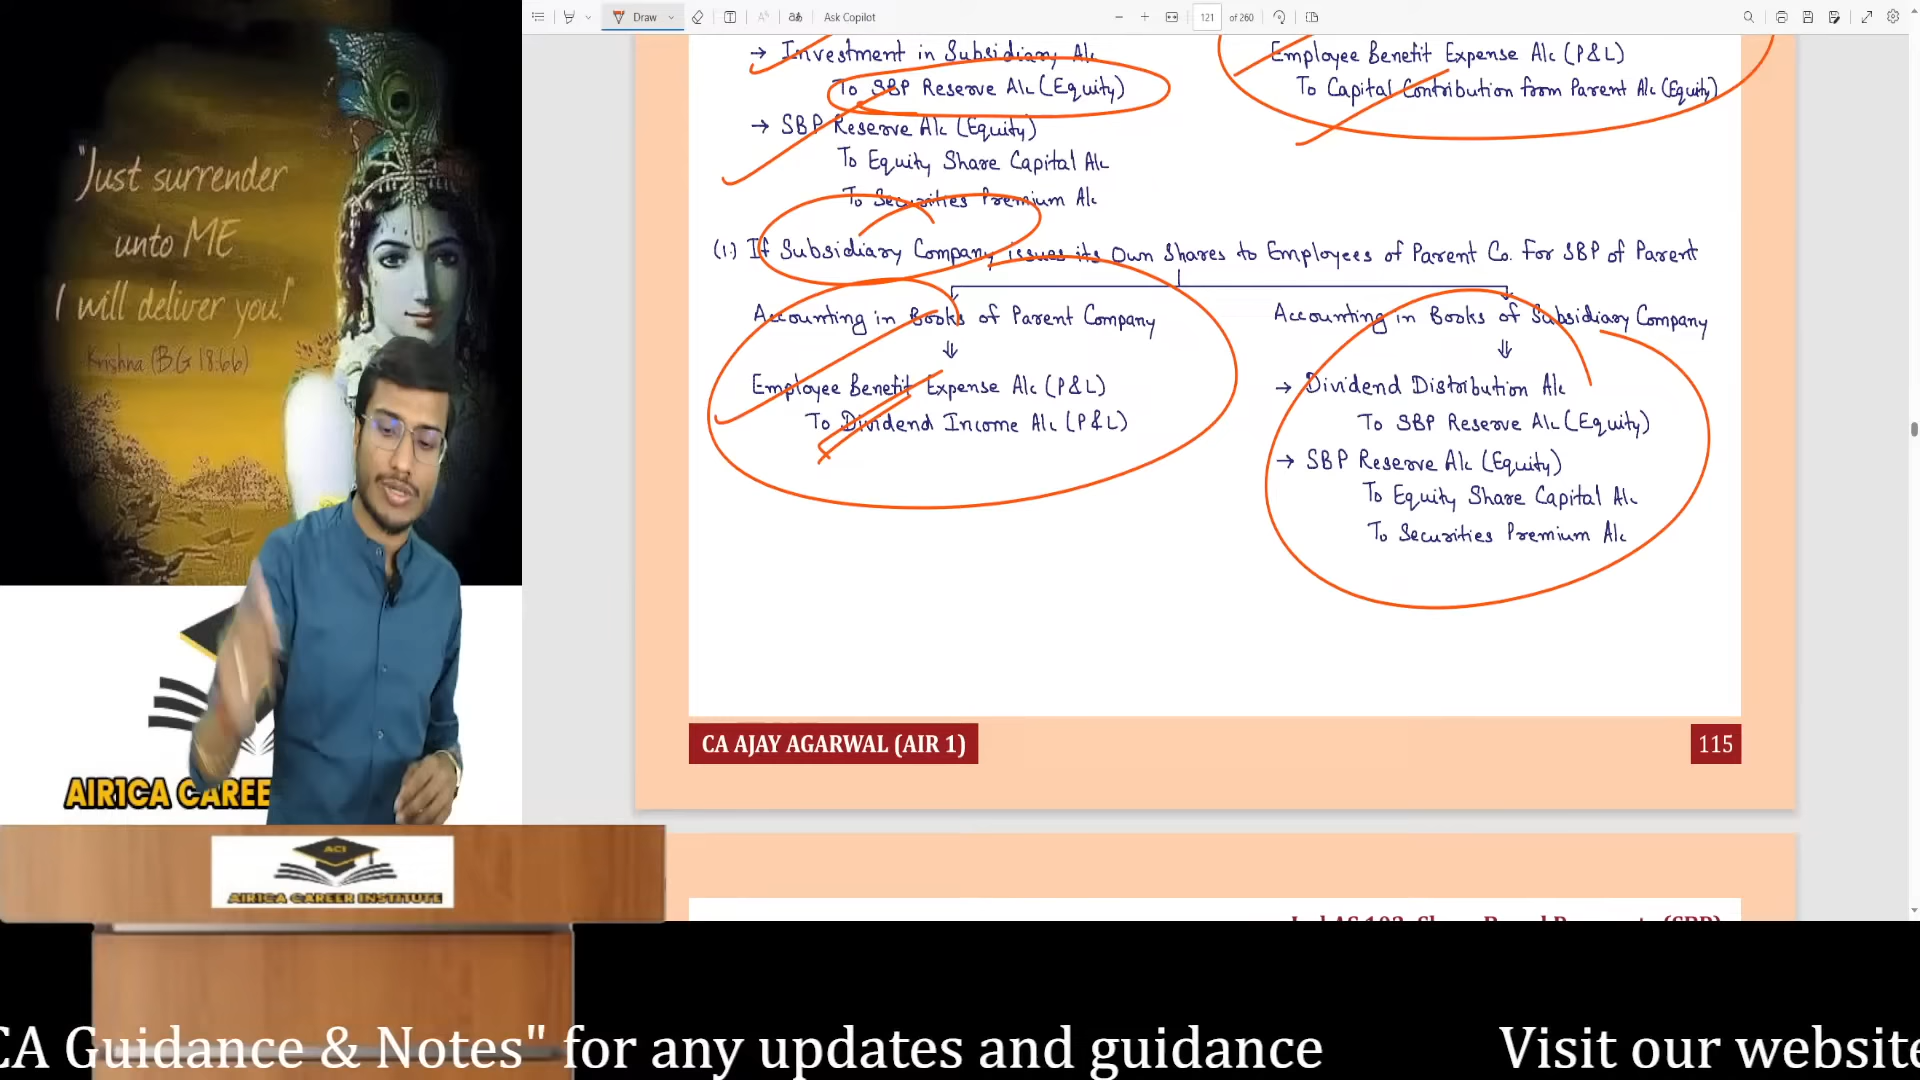 Draw
Ask Copilot
121 of 260
"Just surrender
unto ME
I will deliver you!"
Krishna (B.G 18:66)
→ Investment in Subsidiary A/c
To SBP Reserve A/c (Equity)
→ SBP Reserve A/c (Equity)
To Equity Share Capital A/c
To Securities Premium A/c
Employee Benefit Expense A/c (P&L)
To Capital Contribution from Parent A/c (Equity)
(1.) If Subsidiary Company issues its Own Shares to Employees of Parent Co. For SBP of Parent
Accounting in Books of Parent Company
⇓
Employee Benefit Expense A/c (P&L)
To Dividend Income A/c (P&L)
Accounting in Books of Subsidiary Company
⇓
→ Dividend Distribution A/c
To SBP Reserve A/c (Equity)
→ SBP Reserve A/c (Equity)
To Equity Share Capital A/c
To Securities Premium A/c
CA AJAY AGARWAL (AIR 1)
115
AIR1CA CAREE
ACI
AIR1CA CAREER INSTITUTE
CA Guidance & Notes" for any updates and guidance
Visit our website